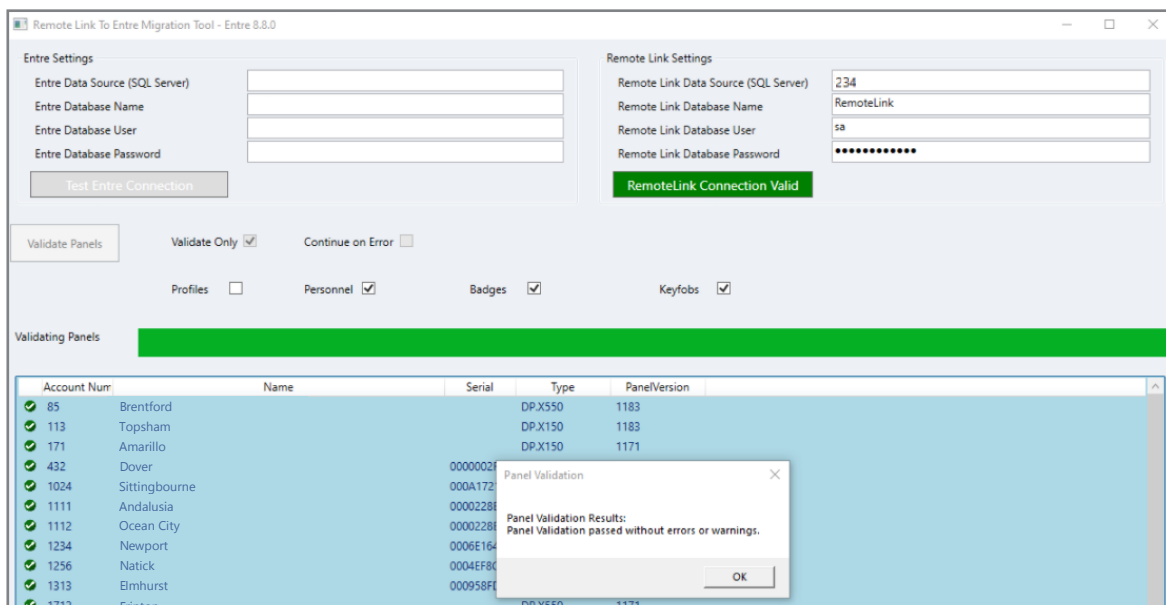 Remote Link To Entre Migration Tool - Entre 8.8.0
Entre Settings
Entre Data Source (SQL Server)
Entre Database Name
Entre Database User
Entre Database Password
Test Entre Connection
Remote Link Settings
Remote Link Data Source (SQL Server) 234
Remote Link Database Name RemoteLink
Remote Link Database User sa
Remote Link Database Password ●●●●●●●●●●●●
RemoteLink Connection Valid
Validate Panels Validate Only Continue on Error
Profiles Personnel Badges Keyfobs
Validating Panels
Account Num Name Serial Type PanelVersion
85 Brentford DP.X550 1183
113 Topsham DP.X150 1183
171 Amarillo DP.X150 1171
432 Dover
1024 Sittingbourne
1111 Andalusia
1112 Ocean City
1234 Newport
1256 Natick
1313 Elmhurst
Panel Validation
Panel Validation Results:
Panel Validation passed without errors or warnings.
OK